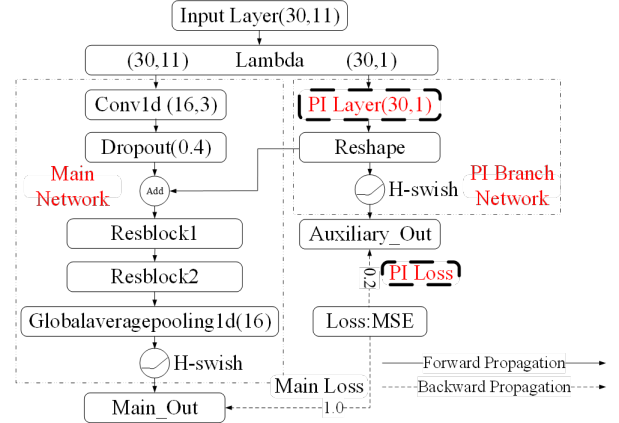 Input Layer(30,11)
(30,11) Lambda (30,1)
Conv1d (16,3)
PI Layer(30,1)
Dropout(0.4)
Reshape
Main
Network
Add
H-swish
PI Branch
Network
Resblock1
Auxiliary_Out
Resblock2
0.2
PI Loss
Globalaveragepooling1d(16)
Loss:MSE
H-swish
Forward Propagation
Main Loss
Backward Propagation
Main_Out
1.0